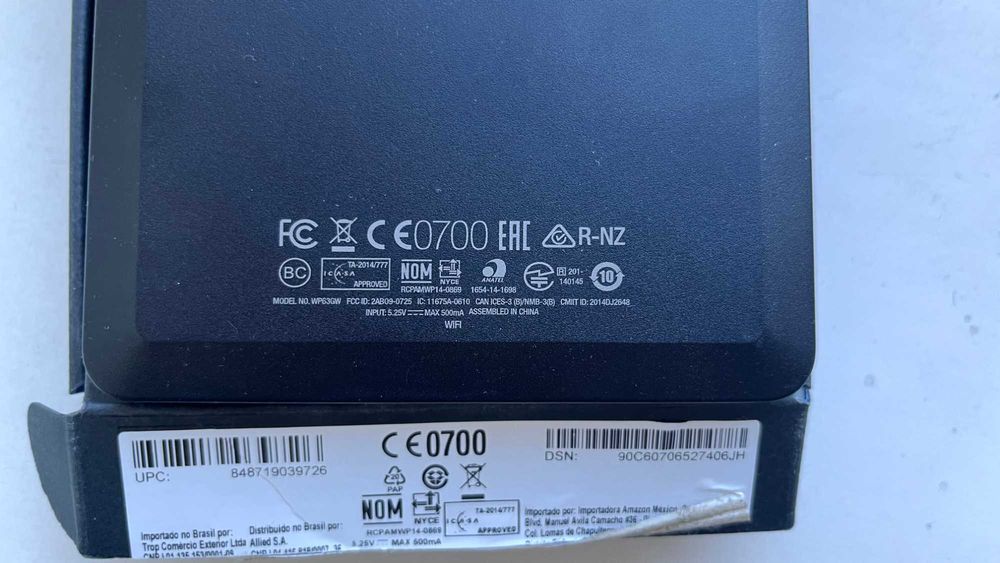 FC CE0700 EAC R-NZ
BC ICASA TA-2014/777 APPROVED NOM NYCE RCPAMWP14-0869 ANATEL 1654-14-1698 R 201-140145 10
MODEL NO. WP63GW FCC ID: 2AB09-0725 IC: 11675A-0610 CAN ICES-3 (B)/NMB-3(B) CMIIT ID: 2014DJ2648
INPUT: 5.25V MAX 500mA ASSEMBLED IN CHINA
WIFI
UPC: 848719039726
CE0700
DSN: 90C60706527406JH
20
PAP
NOM NYCE
RCPAMWP14-0869
ICASA TA-2014/777 APPROVED
5.25V MAX 500mA
Importado no Brasil por:
Trop Comércio Exterior Ltda
Distribuido no Brasil por:
Allied S.A.
Importado por: Importadora Amazon México
Blvd. Manuel Avila Camacho #36 -
Col. Lomas de